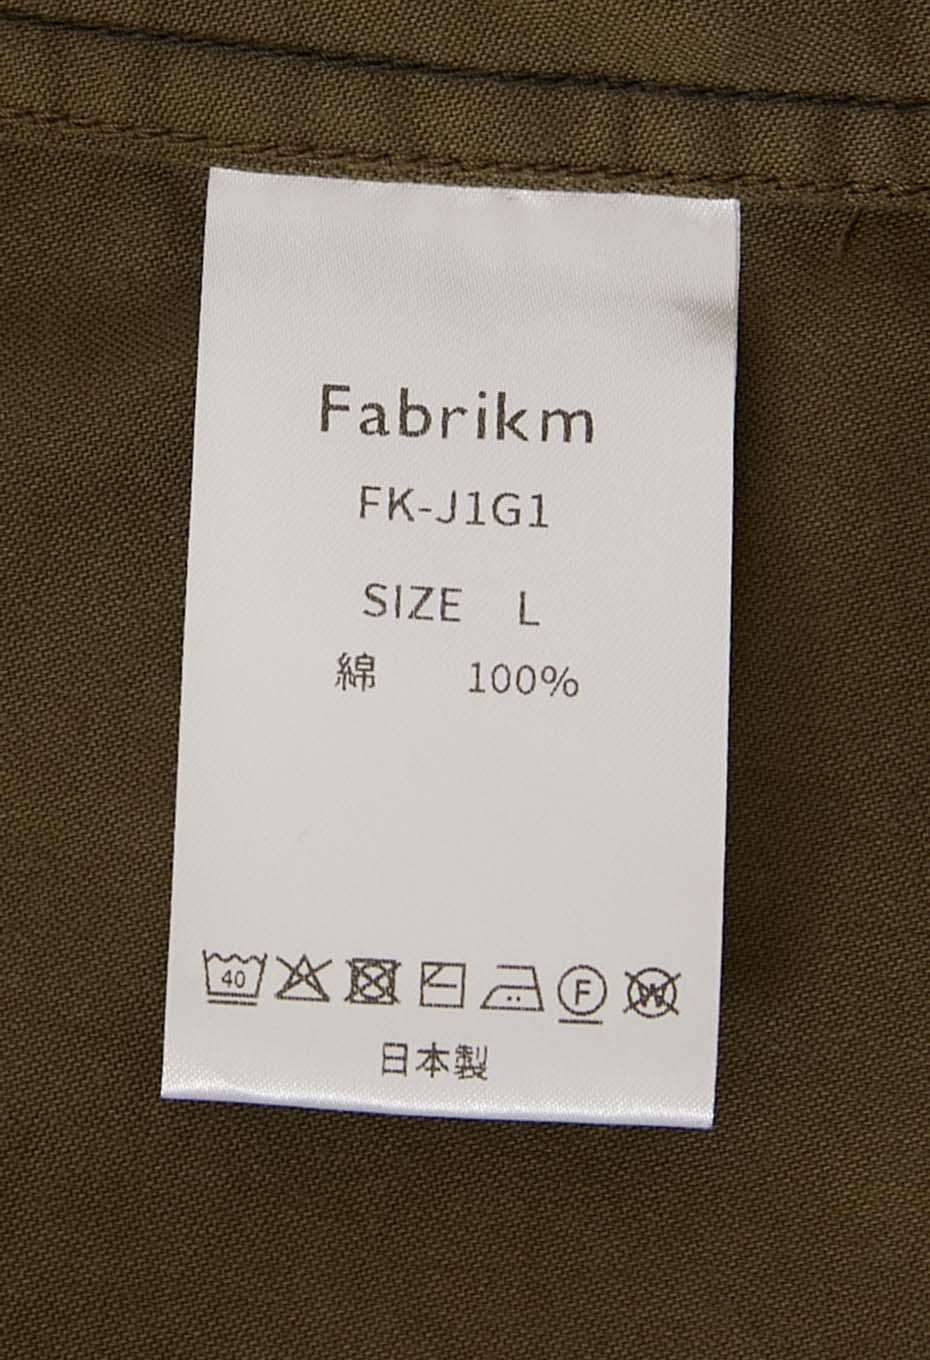 Fabrikm
FK-J1G1
SIZE L
綿 100%
40 F W
日本製